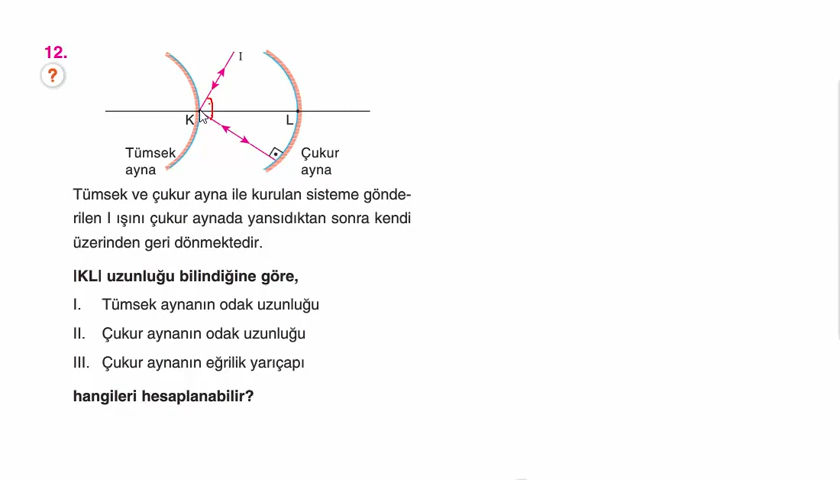 12.
?
I
K
L
Tümsek
ayna
Çukur
ayna
Tümsek ve çukur ayna ile kurulan sisteme gönde-
rilen I ışını çukur aynada yansıdıktan sonra kendi
üzerinden geri dönmektedir.
|KL| uzunluğu bilindiğine göre,
I. Tümsek aynanın odak uzunluğu
II. Çukur aynanın odak uzunluğu
III. Çukur aynanın eğrilik yarıçapı
hangileri hesaplanabilir?